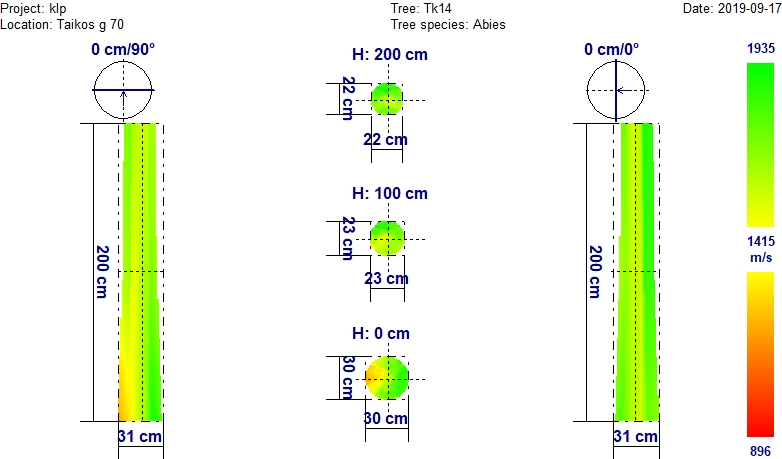 Project: klp
Tree: Tk14
Date: 2019-09-17
Location: Taikos g 70
Tree species: Abies
0 cm/90°
H: 200 cm
22 cm
22 cm
0 cm/0°
1935
H: 100 cm
23 cm
23 cm
200 cm
200 cm
1415
m/s
H: 0 cm
30 cm
30 cm
31 cm
31 cm
896